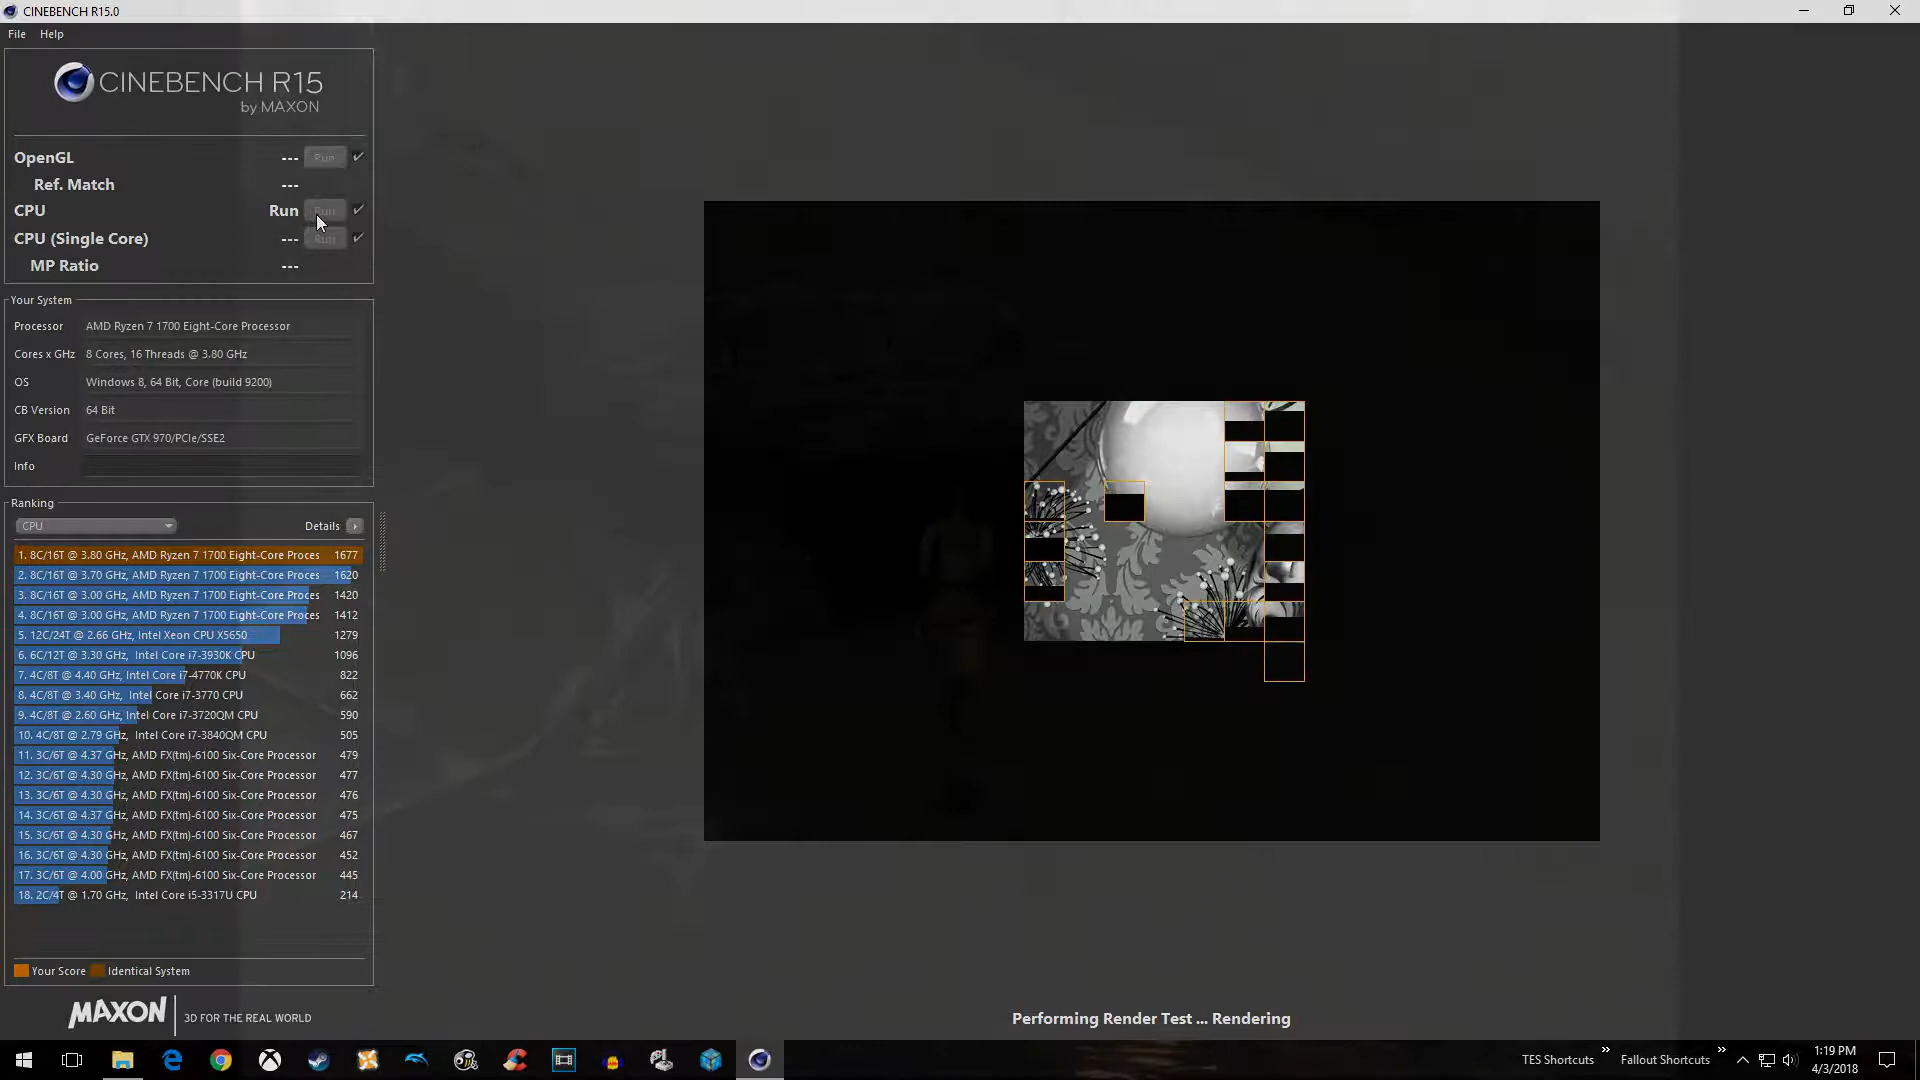 CINEBENCH R15.0
File Help
CINEBENCH R15
by MAXON
OpenGL --- Run
Ref. Match ---
CPU Run Run
CPU (Single Core) --- Run
MP Ratio ---
Your System
Processor AMD Ryzen 7 1700 Eight-Core Processor
Cores x GHz 8 Cores, 16 Threads @ 3.80 GHz
OS Windows 8, 64 Bit, Core (build 9200)
CB Version 64 Bit
GFX Board GeForce GTX 970/PCIe/SSE2
Info
Ranking
CPU Details
1. 8C/16T @ 3.80 GHz, AMD Ryzen 7 1700 Eight-Core Proces 1677
2. 8C/16T @ 3.70 GHz, AMD Ryzen 7 1700 Eight-Core Proces 1620
3. 8C/16T @ 3.00 GHz, AMD Ryzen 7 1700 Eight-Core Proces 1420
4. 8C/16T @ 3.00 GHz, AMD Ryzen 7 1700 Eight-Core Proces 1412
5. 12C/24T @ 2.66 GHz, Intel Xeon CPU X5650 1279
6. 6C/12T @ 3.30 GHz, Intel Core i7-3930K CPU 1096
7. 4C/8T @ 4.40 GHz, Intel Core i7-4770K CPU 822
8. 4C/8T @ 3.40 GHz, Intel Core i7-3770 CPU 662
9. 4C/8T @ 2.60 GHz, Intel Core i7-3720QM CPU 590
10. 4C/8T @ 2.79 GHz, Intel Core i7-3840QM CPU 505
11. 3C/6T @ 4.37 GHz, AMD FX(tm)-6100 Six-Core Processor 479
12. 3C/6T @ 4.30 GHz, AMD FX(tm)-6100 Six-Core Processor 477
13. 3C/6T @ 4.30 GHz, AMD FX(tm)-6100 Six-Core Processor 476
14. 3C/6T @ 4.37 GHz, AMD FX(tm)-6100 Six-Core Processor 475
15. 3C/6T @ 4.30 GHz, AMD FX(tm)-6100 Six-Core Processor 467
16. 3C/6T @ 4.30 GHz, AMD FX(tm)-6100 Six-Core Processor 452
17. 3C/6T @ 4.00 GHz, AMD FX(tm)-6100 Six-Core Processor 445
18. 2C/4T @ 1.70 GHz, Intel Core i5-3317U CPU 214
Your Score Identical System
MAXON 3D FOR THE REAL WORLD
Performing Render Test ... Rendering
TES Shortcuts » Fallout Shortcuts » 1:19 PM
4/3/2018